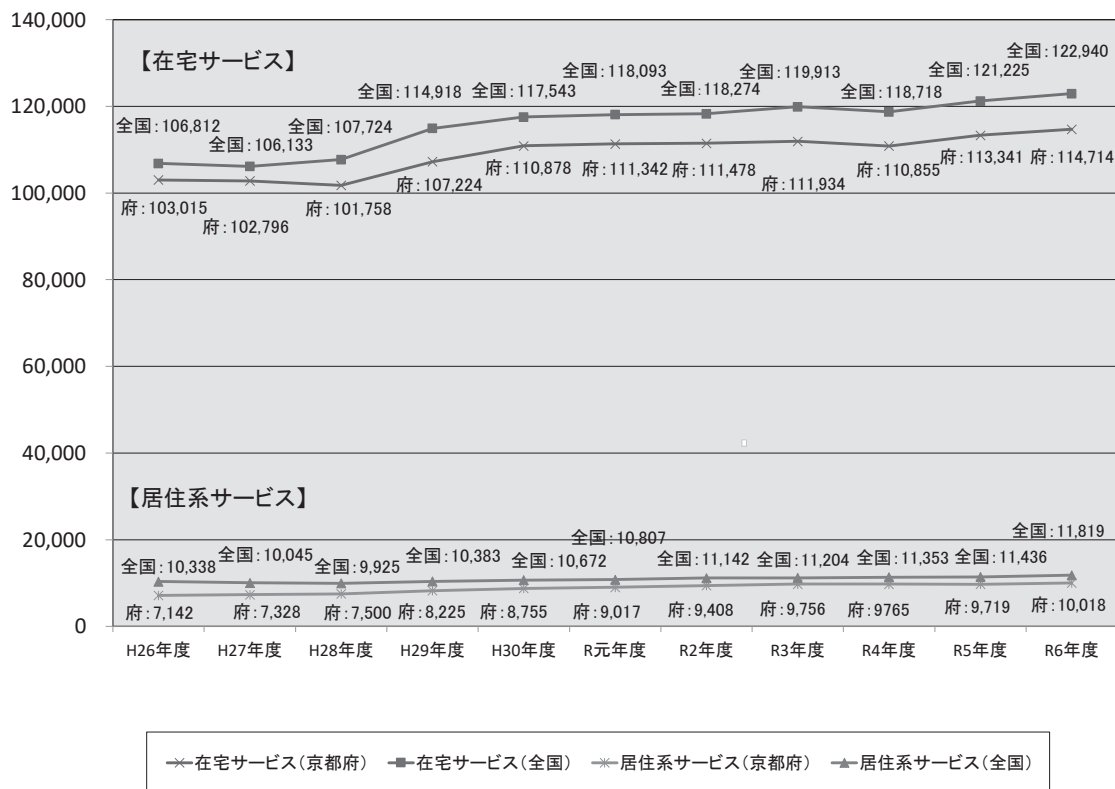 140,000
【在宅サービス】
全国：106,812
全国：106,133
全国：107,724
全国：114,918
全国：117,543
全国：118,093
全国：118,274
全国：119,913
全国：118,718
全国：121,225
全国：122,940
120,000
100,000
府：103,015
府：102,796
府：101,758
府：107,224
府：110,878
府：111,342
府：111,478
府：111,934
府：110,855
府：113,341
府：114,714
80,000
60,000
40,000
【居住系サービス】
20,000
全国：10,338
全国：10,045
全国：9,925
全国：10,383
全国：10,672
全国：10,807
全国：11,142
全国：11,204
全国：11,353
全国：11,436
全国：11,819
府：7,142
府：7,328
府：7,500
府：8,225
府：8,755
府：9,017
府：9,408
府：9,756
府：9765
府：9,719
府：10,018
0
H26年度 H27年度 H28年度 H29年度 H30年度 R元年度 R2年度 R3年度 R4年度 R5年度 R6年度
在宅サービス（京都府） 在宅サービス（全国） 居住系サービス（京都府） 居住系サービス（全国）